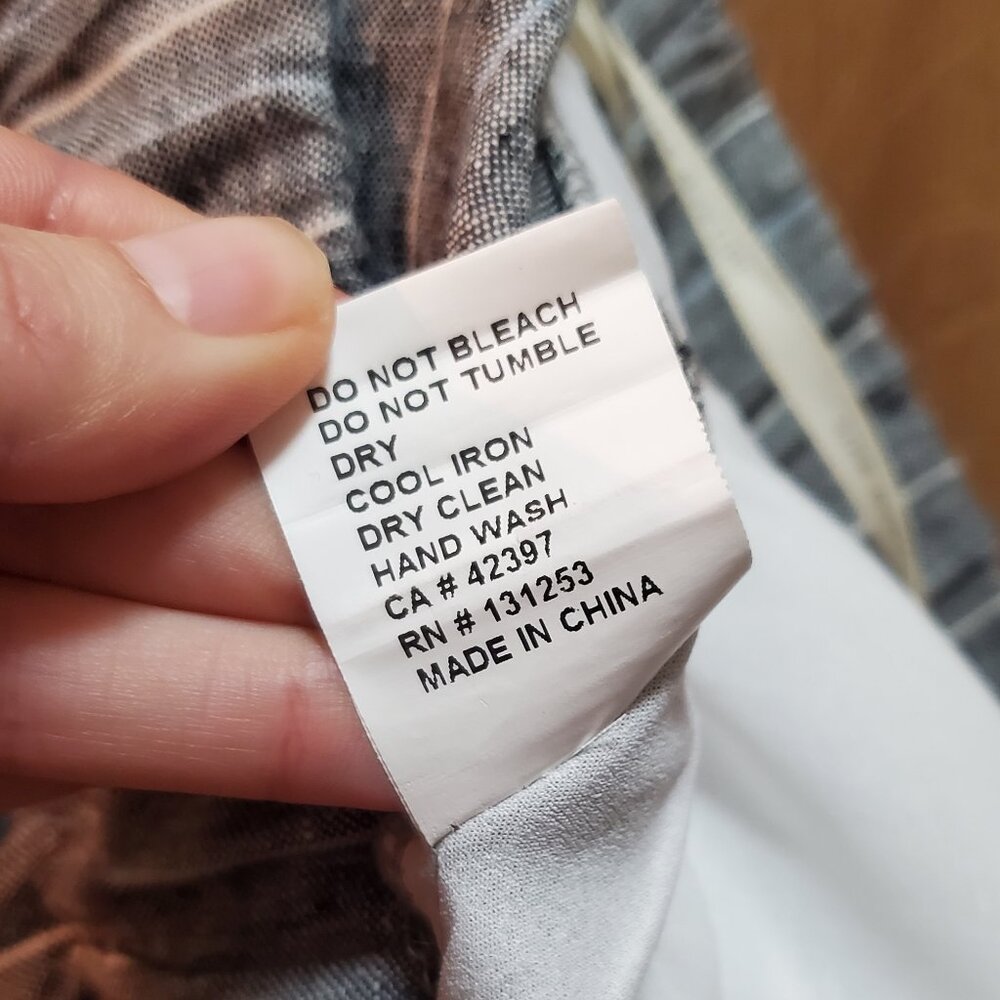 DO NOT BLEACH
DO NOT TUMBLE
DRY
COOL IRON
DRY CLEAN
HAND WASH
CA # 42397
RN # 131253
MADE IN CHINA